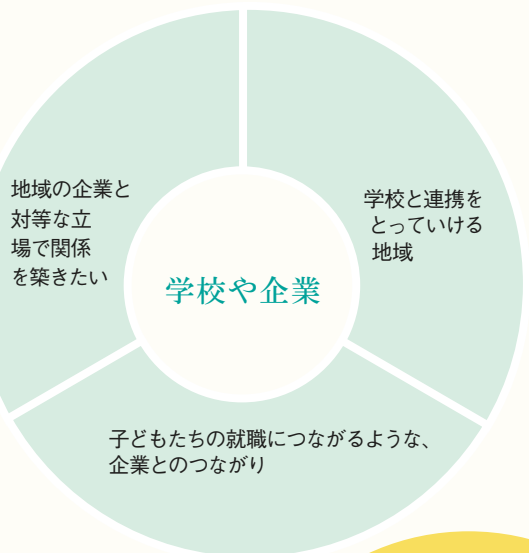 学校や企業
学校と連携を
とっていける
地域
子どもたちの就職につながるような、
企業とのつながり
地域の企業と
対等な立
場で関係
を築きたい